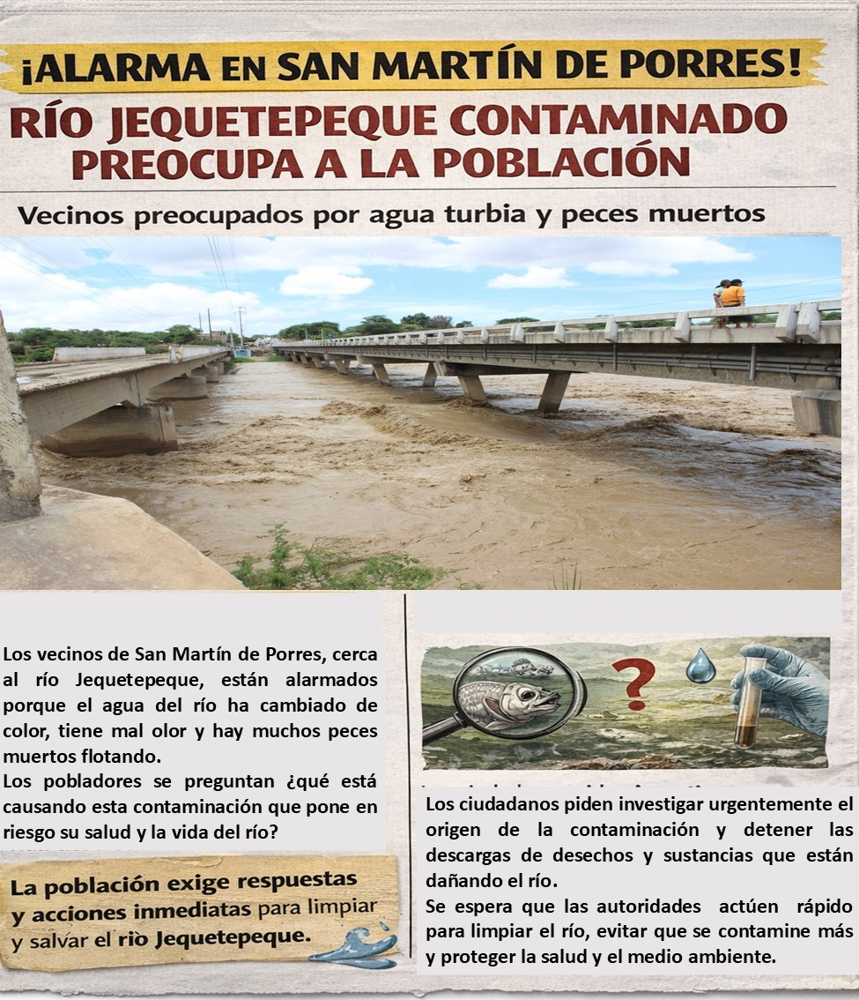 ¡ALARMA EN SAN MARTÍN DE PORRES!
RÍO JEQUETEPEQUE CONTAMINADO
PREOCUPA A LA POBLACIÓN
Vecinos preocupados por agua turbia y peces muertos
Los vecinos de San Martín de Porres, cerca
al río Jequetepeque, están alarmados
porque el agua del río ha cambiado de
color, tiene mal olor y hay muchos peces
muertos flotando.
Los pobladores se preguntan ¿qué está
causando esta contaminación que pone en
riesgo su salud y la vida del río?
La población exige respuestas
y acciones inmediatas para limpiar
y salvar el rio Jequetepeque.
?
Los ciudadanos piden investigar urgentemente el
origen de la contaminación y detener las
descargas de desechos y sustancias que están
dañando el río.
Se espera que las autoridades actúen rápido
para limpiar el río, evitar que se contamine más
y proteger la salud y el medio ambiente.